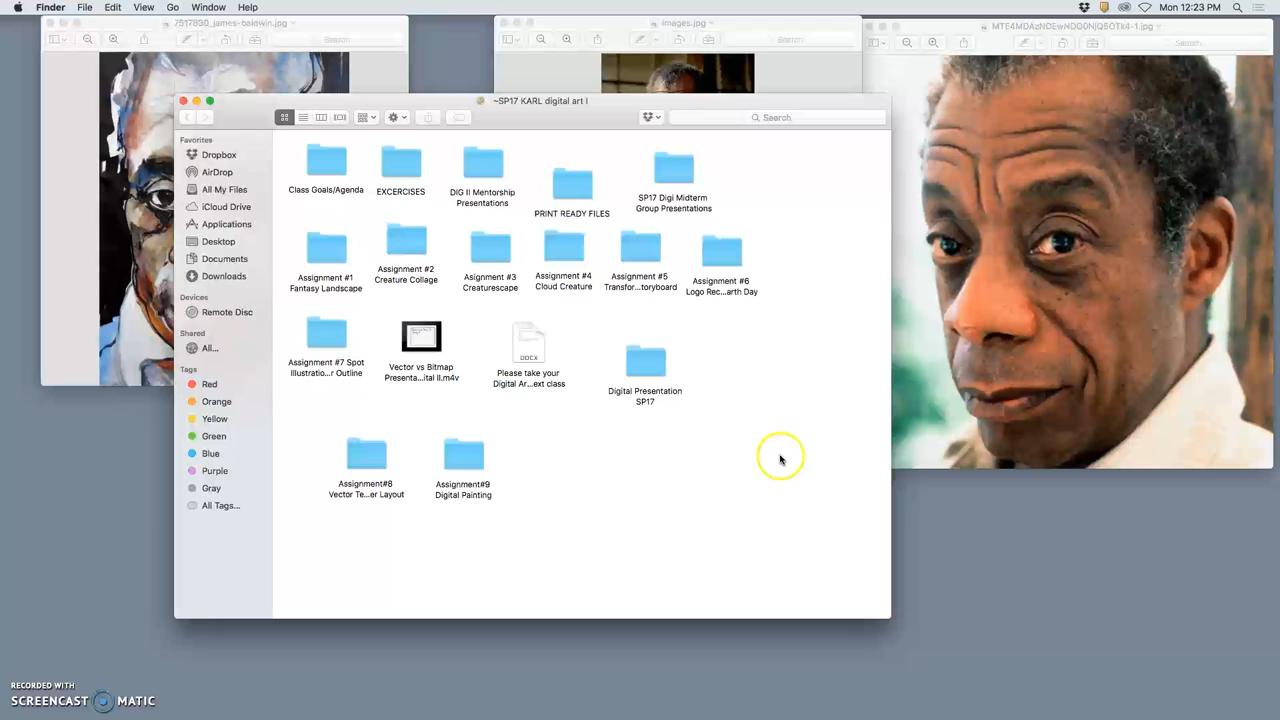 Finder File Edit View Go Window Help
Mon 12:23 PM
7517830_james-baldwin.jpg
images.jpg
MTE4MDAzNDEwNDQ0NjQ5OTk4-1.jpg
Search
Search
Search
~SP17 KARL digital art I
Search
Favorites
Dropbox
AirDrop
All My Files
iCloud Drive
Applications
Desktop
Documents
Downloads
Devices
Remote Disc
Shared
All...
Tags
Red
Orange
Yellow
Green
Blue
Purple
Gray
All Tags...
Class Goals/Agenda
EXCERCISES
DIG II Mentorship
Presentations
PRINT READY FILES
SP17 Digi Midterm
Group Presentations
Assignment #1
Fantasy Landscape
Assignment #2
Creature Collage
Assignment #3
Creaturescape
Assignment #4
Cloud Creature
Assignment #5
Transfor...toryboard
Assignment #6
Logo Rec...arth Day
Assignment #7 Spot
Illustratio...r Outline
Vector vs Bitmap
Presenta...ital II.m4v
DOCX
Please take your
Digital Ar...ext class
Digital Presentation
SP17
Assignment#8
Vector Te...er Layout
Assignment#9
Digital Painting
RECORDED WITH
SCREENCAST MATIC